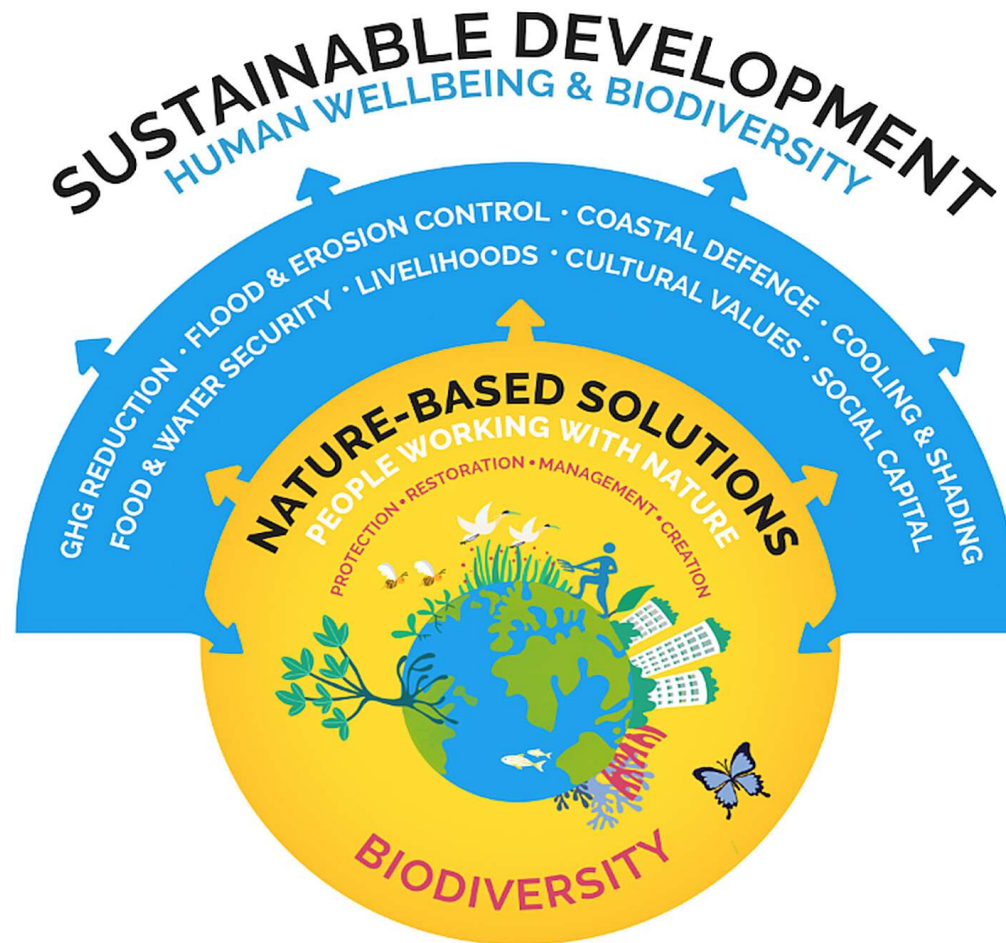 SUSTAINABLE DEVELOPMENT
HUMAN WELLBEING & BIODIVERSITY
GHG REDUCTION · FLOOD & EROSION CONTROL · COASTAL DEFENCE · COOLING & SHADING
FOOD & WATER SECURITY · LIVELIHOODS · CULTURAL VALUES · SOCIAL CAPITAL
NATURE-BASED SOLUTIONS
PEOPLE WORKING WITH NATURE
PROTECTION • RESTORATION • MANAGEMENT • CREATION
BIODIVERSITY